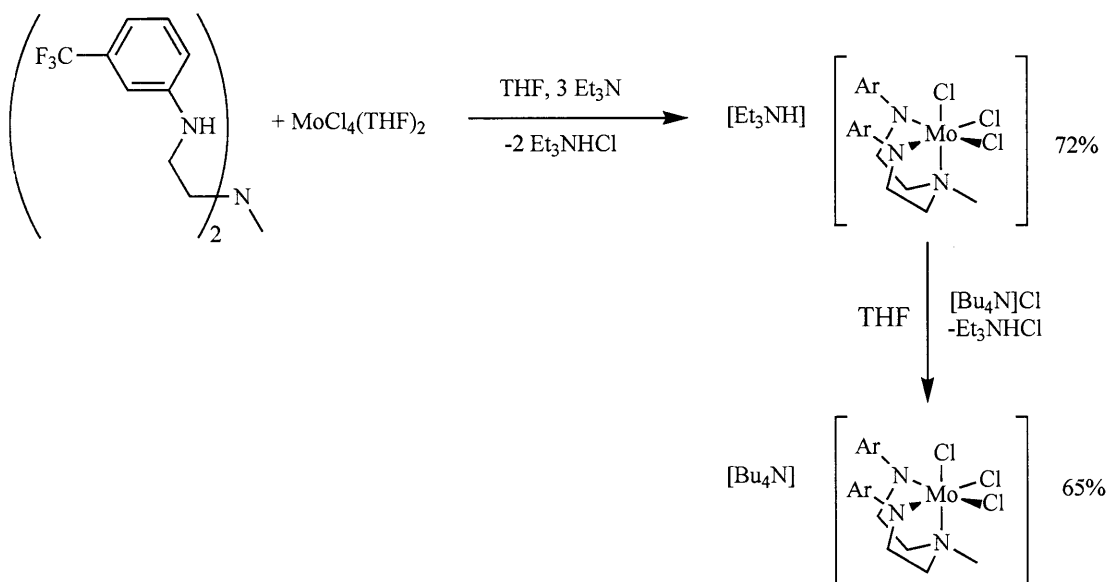 F₃C
NH
N
2
+ MoCl₄(THF)₂
THF, 3 Et₃N
-2 Et₃NHCl
[Et₃NH]
Ar
N
Cl
Ar
N
Mo
Cl
Cl
N
72%
THF
[Bu₄N]Cl
-Et₃NHCl
[Bu₄N]
Ar
N
Cl
Ar
N
Mo
Cl
Cl
N
65%